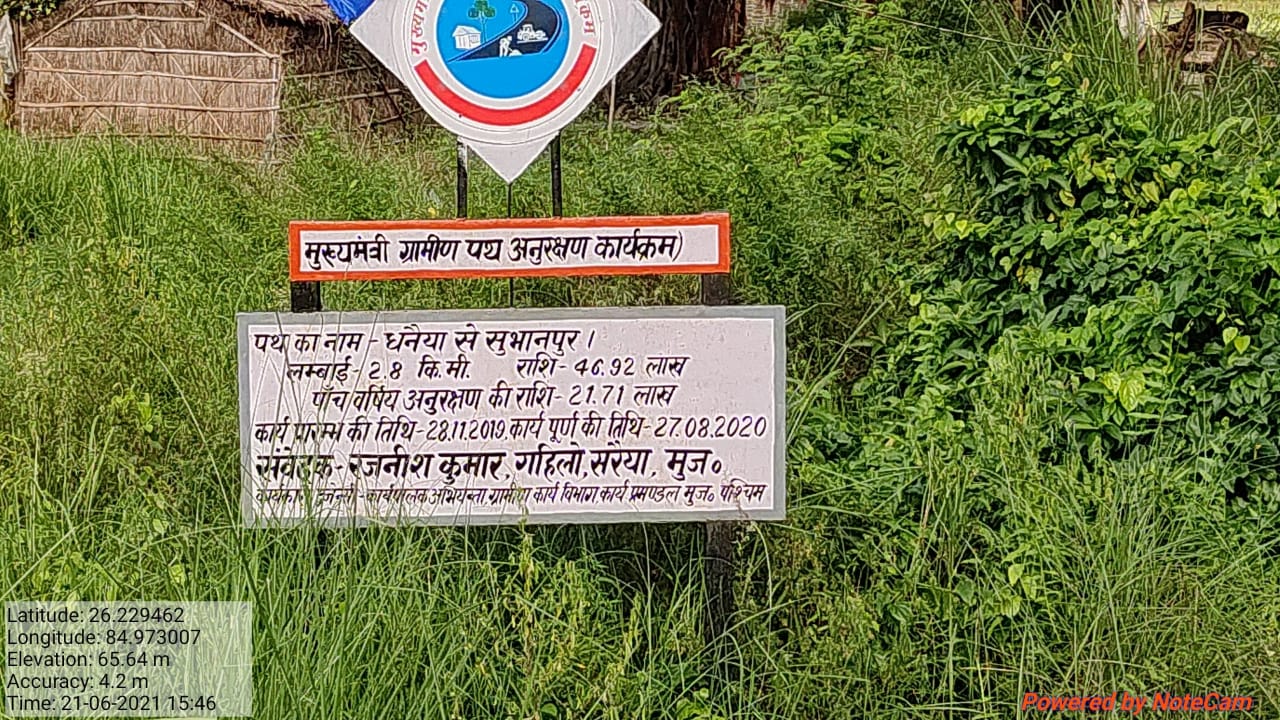 मुख्यमंत्री ग्रामीण पथ अनुरक्षण कार्यक्रम)
पथ का नाम - धनैया से सुभानपुर।
लम्बाई- 2.8 कि.मी. राशि- 46.92 लाख
पाँच वर्षिय अनुरक्षण की राशि- 21.71 लाख
कार्य प्रारम्भ की तिथि-28.11.2019, कार्य पूर्ण की तिथि-27.08.2020
संवेदक- रजनीश कुमार, गहिलो, सरैया, मुज०
कार्यपालक अभियन्ता, ग्रामीण कार्य विभाग, कार्य प्रमण्डल मुज० पश्चिम
Latitude: 26.229462
Longitude: 84.973007
Elevation: 65.64 m
Accuracy: 4.2 m
Time: 21-06-2021 15:46
Powered by NoteCam